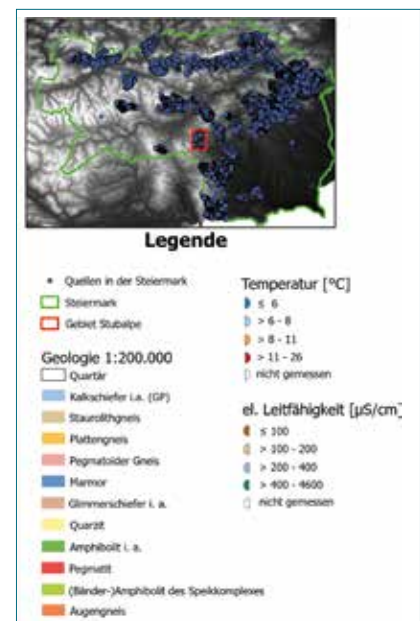 Legende
Quellen in der Steiermark
Steiermark
Gebiet Stubalpe
Geologie 1:200.000
Quartär
Kalkschiefer i.a. (GP)
Staurolithgneis
Plattengneis
Pegmatoider Gneis
Marmor
Glimmerschiefer i. a.
Quarzit
Amphibolit i. a.
Pegmatit
(Bänder-)Amphibolit des Speikkomplexes
Augengneis
Temperatur [°C]
≤ 6
> 6 - 8
> 8 - 11
> 11 - 26
nicht gemessen
el. Leitfähigkeit [µS/cm]
≤ 100
> 100 - 200
> 200 - 400
> 400 - 4600
nicht gemessen